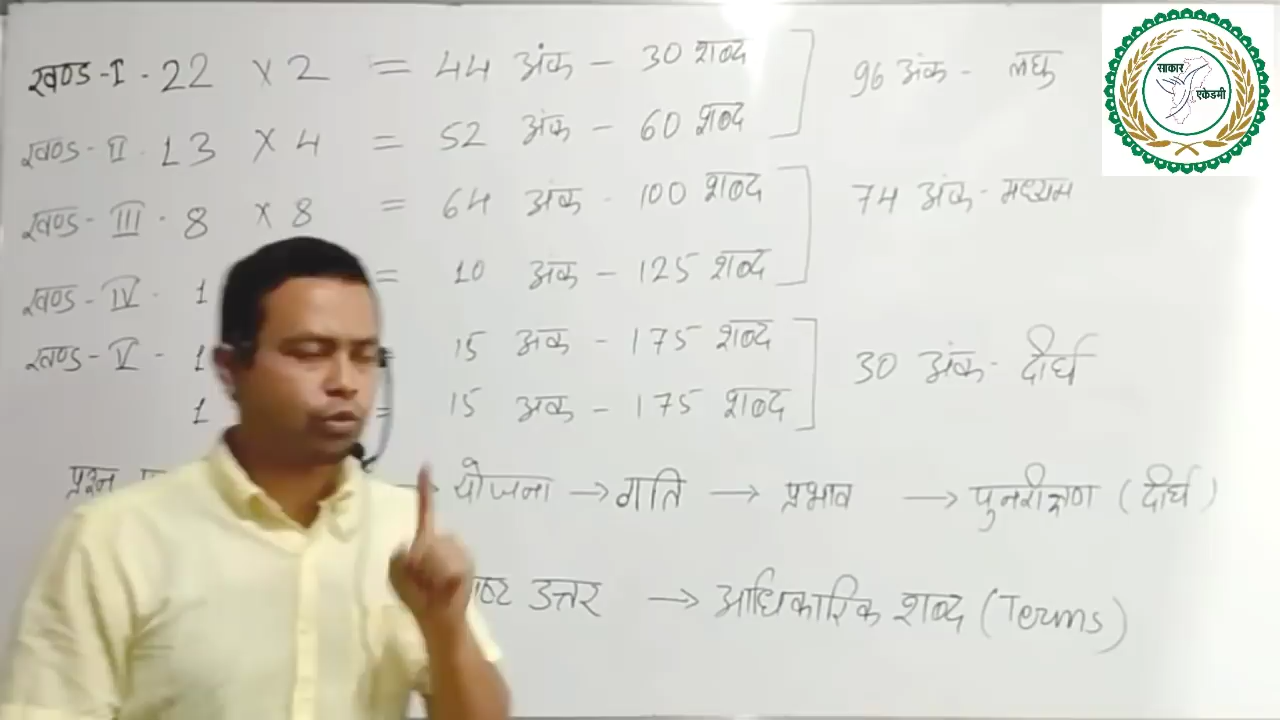 खण्ड-I - 22 × 2 = 44 अंक - 30 शब्द
96 अंक - लघु
खण्ड-II - 13 × 4 = 52 अंक - 60 शब्द
खण्ड-III - 8 × 8 = 64 अंक - 100 शब्द
74 अंक - मध्यम
खण्ड-IV - 1 = 10 अंक - 125 शब्द
खण्ड-V - 1 15 अंक - 175 शब्द
30 अंक - दीर्घ
1 = 15 अंक - 175 शब्द
प्रश्न → योजना → गति → प्रभाव → पुनरीक्षण (दीर्घ)
उत्तर → आधिकारिक शब्द (Terms)
साकार
एकेडमी